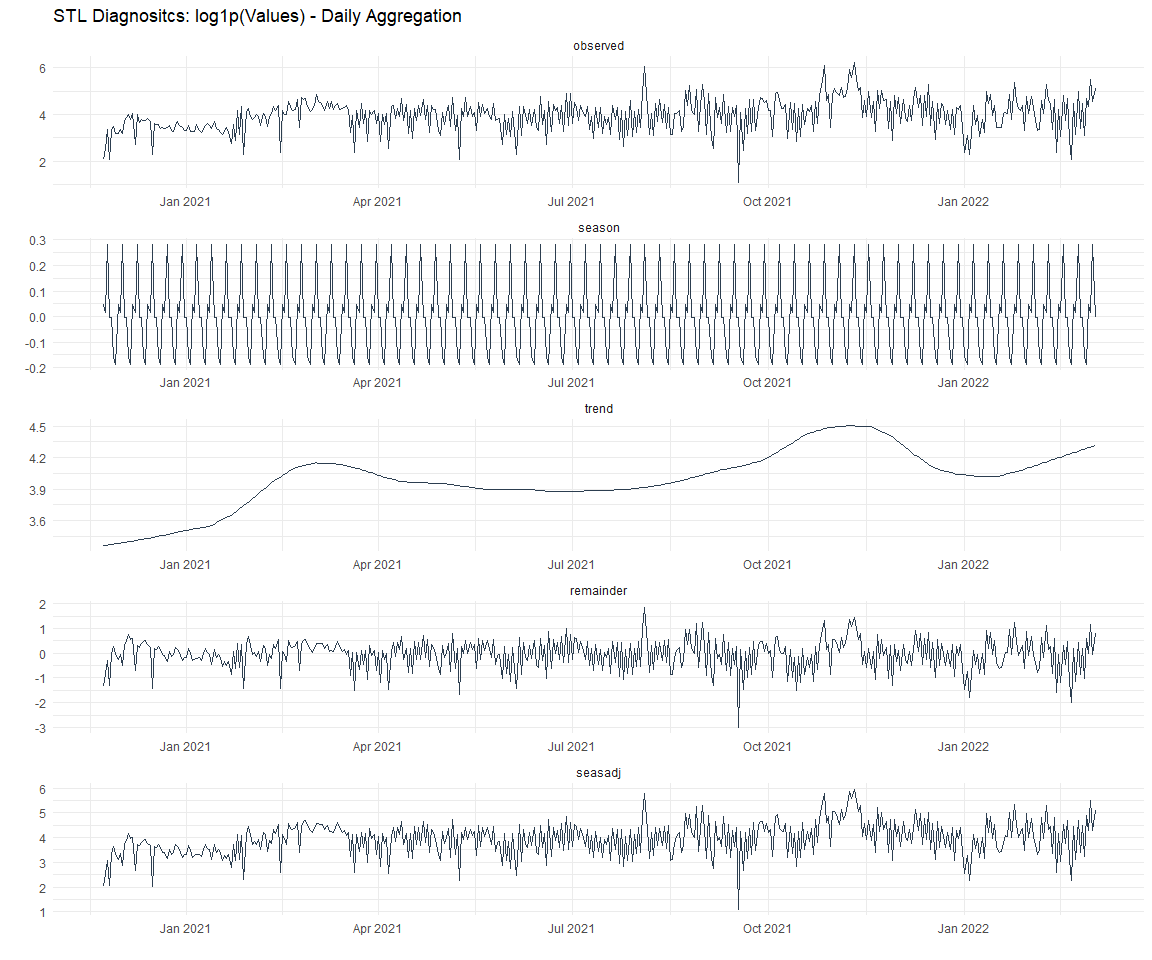 STL Diagnositcs: log1p(Values) - Daily Aggregation
observed
6
4
2
Jan 2021 Apr 2021 Jul 2021 Oct 2021 Jan 2022
season
0.3
0.2
0.1
0.0
-0.1
-0.2
Jan 2021 Apr 2021 Jul 2021 Oct 2021 Jan 2022
trend
4.5
4.2
3.9
3.6
Jan 2021 Apr 2021 Jul 2021 Oct 2021 Jan 2022
remainder
2
1
0
-1
-2
-3
Jan 2021 Apr 2021 Jul 2021 Oct 2021 Jan 2022
seasadj
6
5
4
3
2
1
Jan 2021 Apr 2021 Jul 2021 Oct 2021 Jan 2022